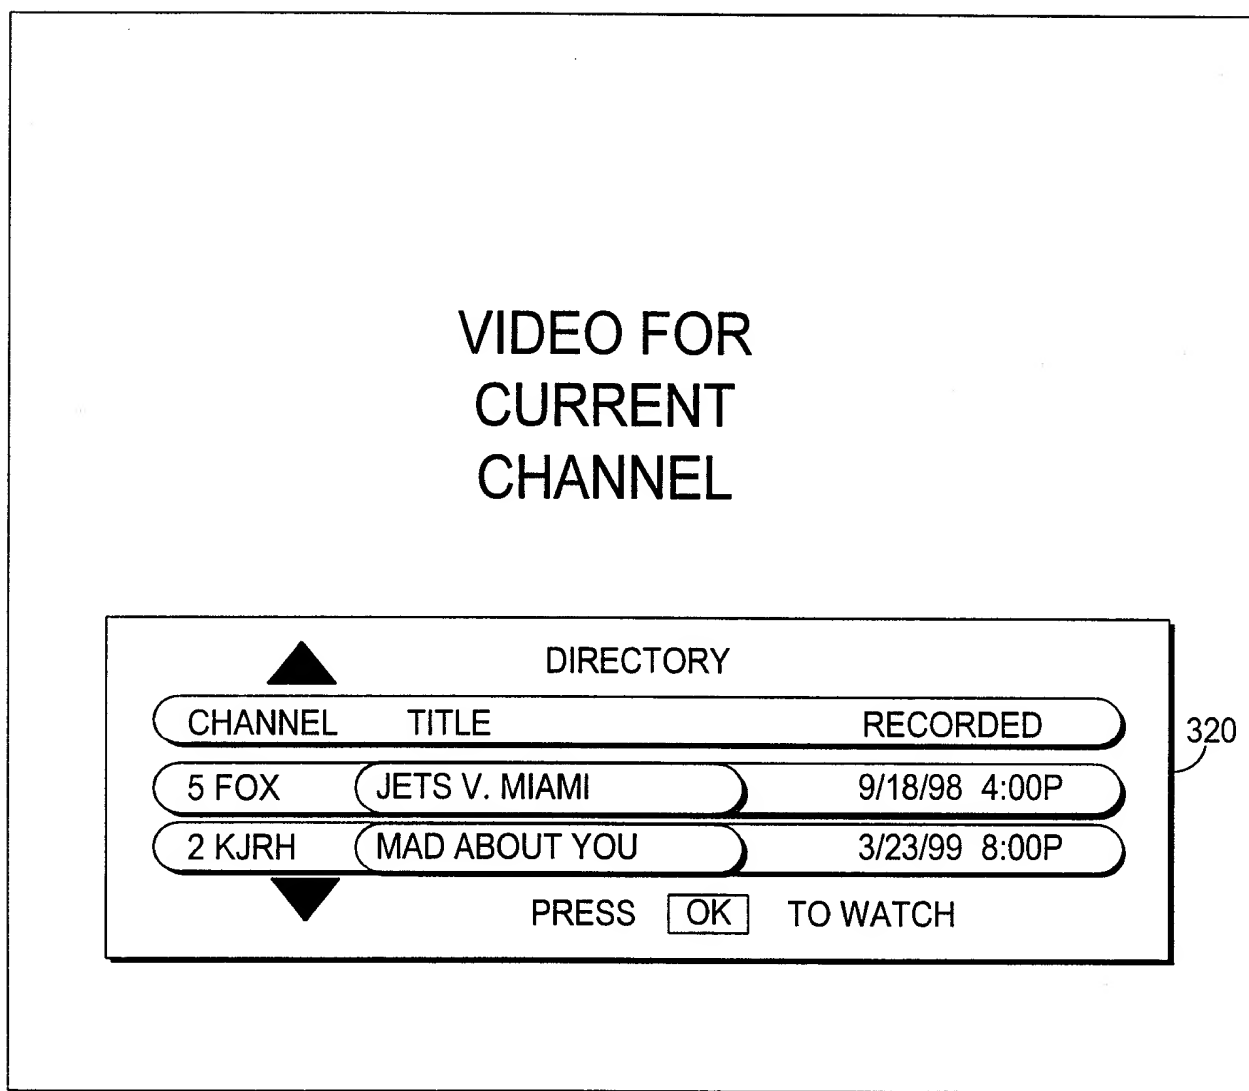 VIDEO FOR
CURRENT
CHANNEL
DIRECTORY
CHANNEL TITLE RECORDED
5 FOX JETS V. MIAMI 9/18/98 4:00P
2 KJRH MAD ABOUT YOU 3/23/99 8:00P
PRESS OK TO WATCH
320